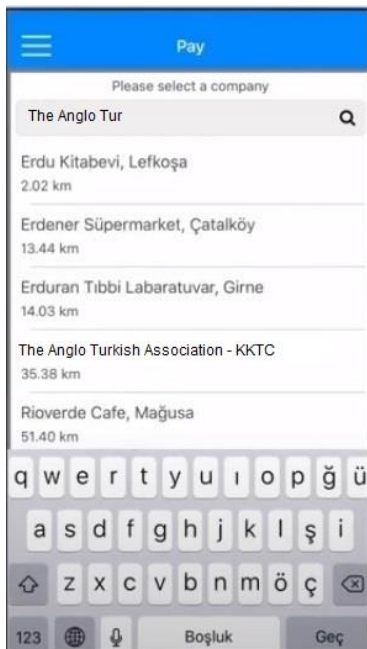 Pay
Please select a company
The Anglo Tur
Erdu Kitabevi, Lefkoşa
2.02 km
Erdener Süpermarket, Çatalköy
13.44 km
Erduran Tıbbi Labaratuvar, Girne
14.03 km
The Anglo Turkish Association - KKTC
35.38 km
Rioverde Cafe, Mağusa
51.40 km
q w e r t y u ı o p ğ ü
a s d f g h j k l ş i
z x c v b n m ö ç
123 Boşluk Geç